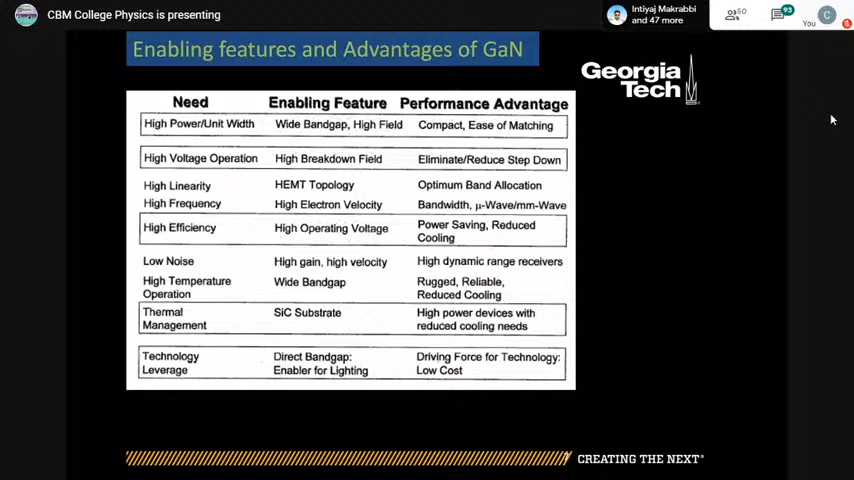 CBM College Physics is presenting
Intiyaj Makrabbi
and 47 more
60
93
You
C
Enabling features and Advantages of GaN
Georgia
Tech
Need Enabling Feature Performance Advantage
High Power/Unit Width Wide Bandgap, High Field Compact, Ease of Matching
High Voltage Operation High Breakdown Field Eliminate/Reduce Step Down
High Linearity HEMT Topology Optimum Band Allocation
High Frequency High Electron Velocity Bandwidth, μ-Wave/mm-Wave
High Efficiency High Operating Voltage Power Saving, Reduced
Cooling
Low Noise High gain, high velocity High dynamic range receivers
High Temperature Wide Bandgap Rugged, Reliable,
Operation Reduced Cooling
Thermal SiC Substrate High power devices with
Management reduced cooling needs
Technology Direct Bandgap: Driving Force for Technology:
Leverage Enabler for Lighting Low Cost
CREATING THE NEXT®